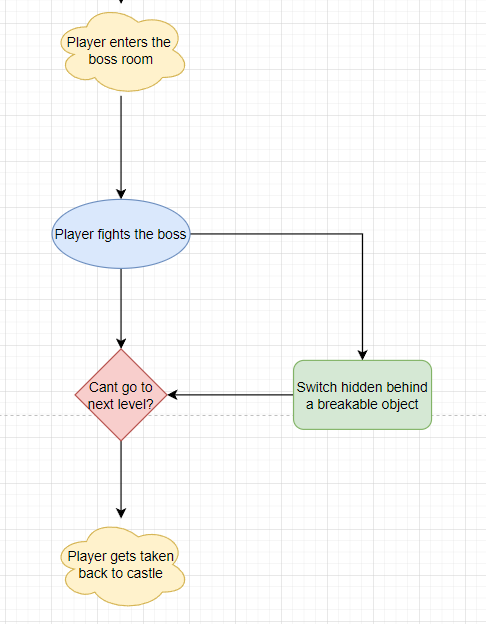 Player enters the
boss room
Player fights the boss
Cant go to
next level?
Switch hidden behind
a breakable object
Player gets taken
back to castle